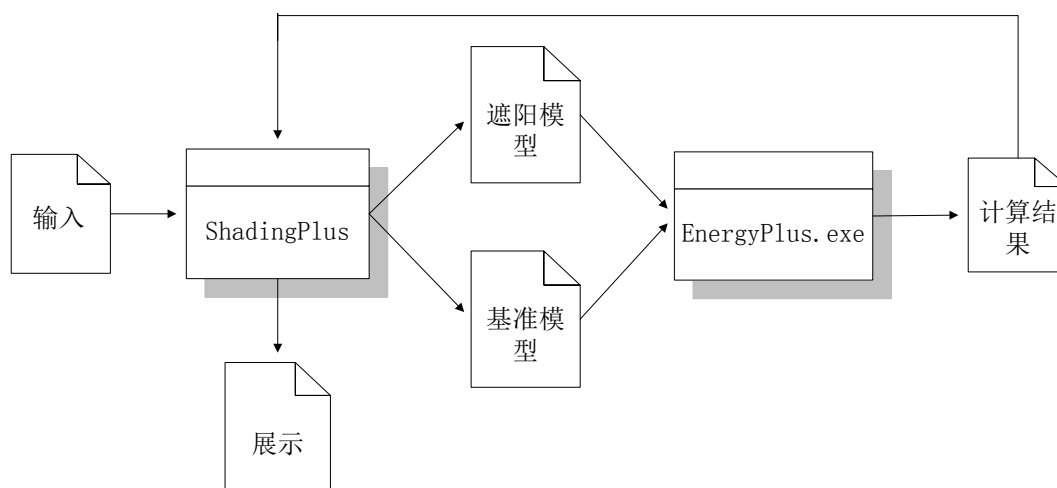 遮阳模
型
输入
ShadingPlus
EnergyPlus.exe
计算结
果
基准模
型
展示